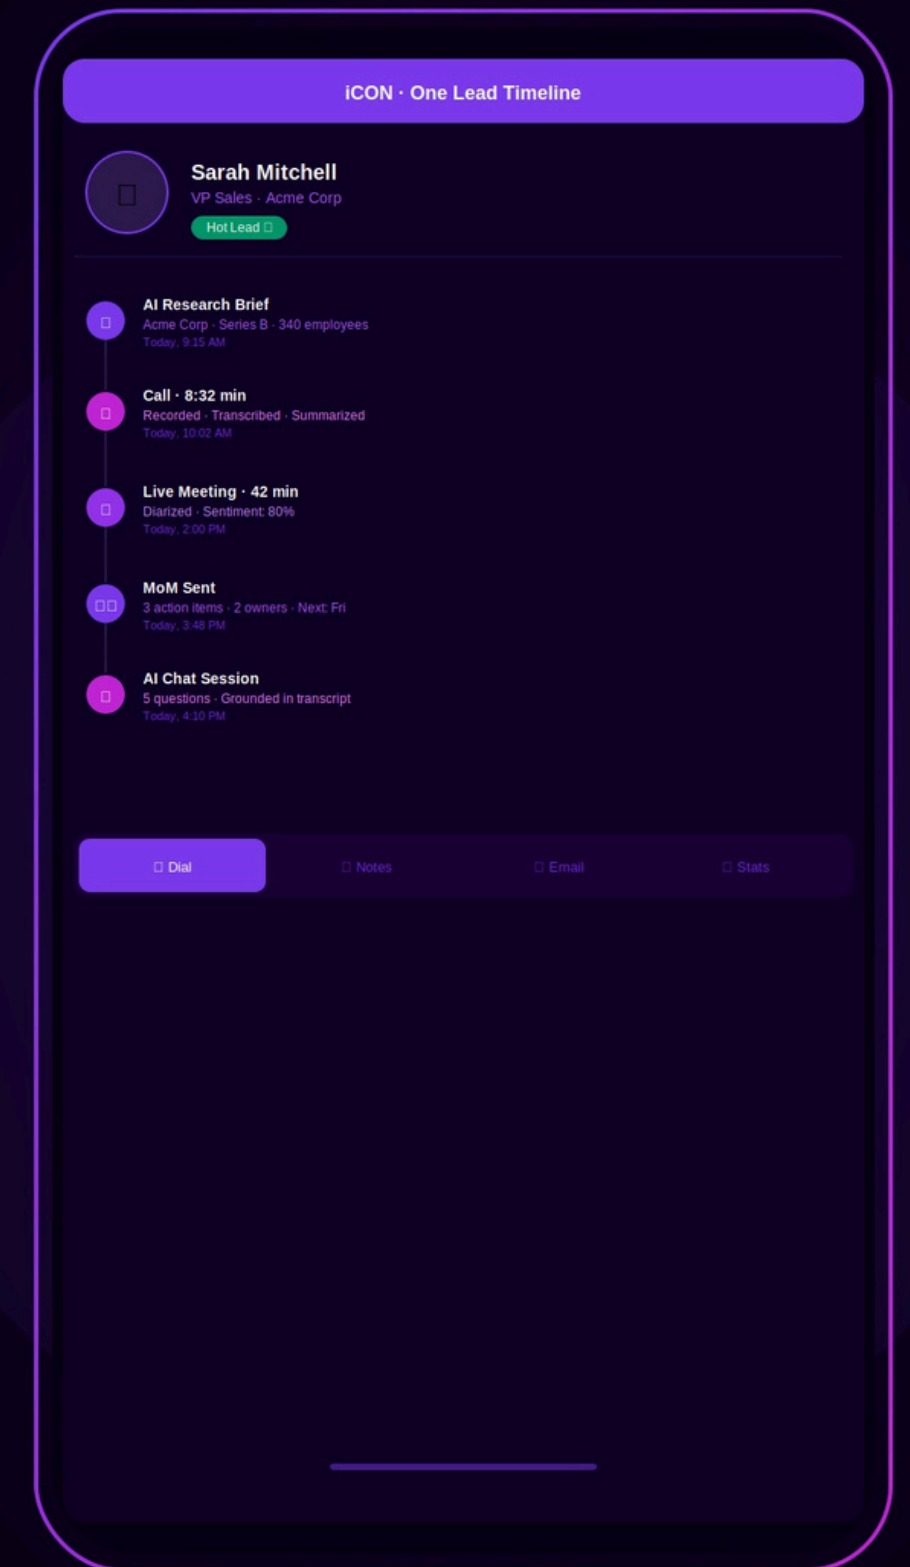 iCON · One Lead Timeline
Sarah Mitchell
VP Sales · Acme Corp
Hot Lead
AI Research Brief
Acme Corp · Series B · 340 employees
Today, 9:15 AM
Call · 8:32 min
Recorded · Transcribed · Summarized
Today, 10:02 AM
Live Meeting · 42 min
Diarized · Sentiment: 80%
Today, 2:00 PM
MoM Sent
3 action items · 2 owners · Next: Fri
Today, 3:48 PM
AI Chat Session
5 questions · Grounded in transcript
Today, 4:10 PM
Dial
Notes
Email
Stats